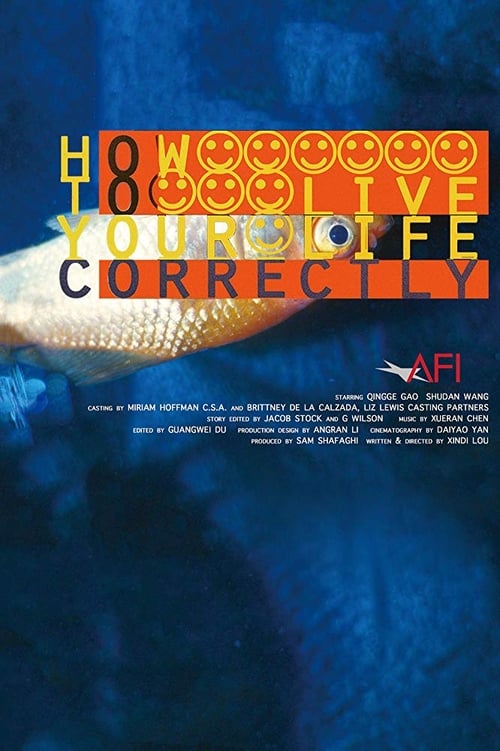 HOW
TO LIVE
YOUR LIFE
CORRECTLY
AFI
STARRING QINGGE GAO SHUDAN WANG
CASTING BY MIRIAM HOFFMAN C.S.A. AND BRITTNEY DE LA CALZADA, LIZ LEWIS CASTING PARTNERS
STORY EDITED BY JACOB STOCK AND G WILSON MUSIC BY XUERAN CHEN
EDITED BY GUANGWEI DU PRODUCTION DESIGN BY ANGRAN LI CINEMATOGRAPHY BY DAIYAO YAN
PRODUCED BY SAM SHAFAGHI WRITTEN & DIRECTED BY XINDI LOU